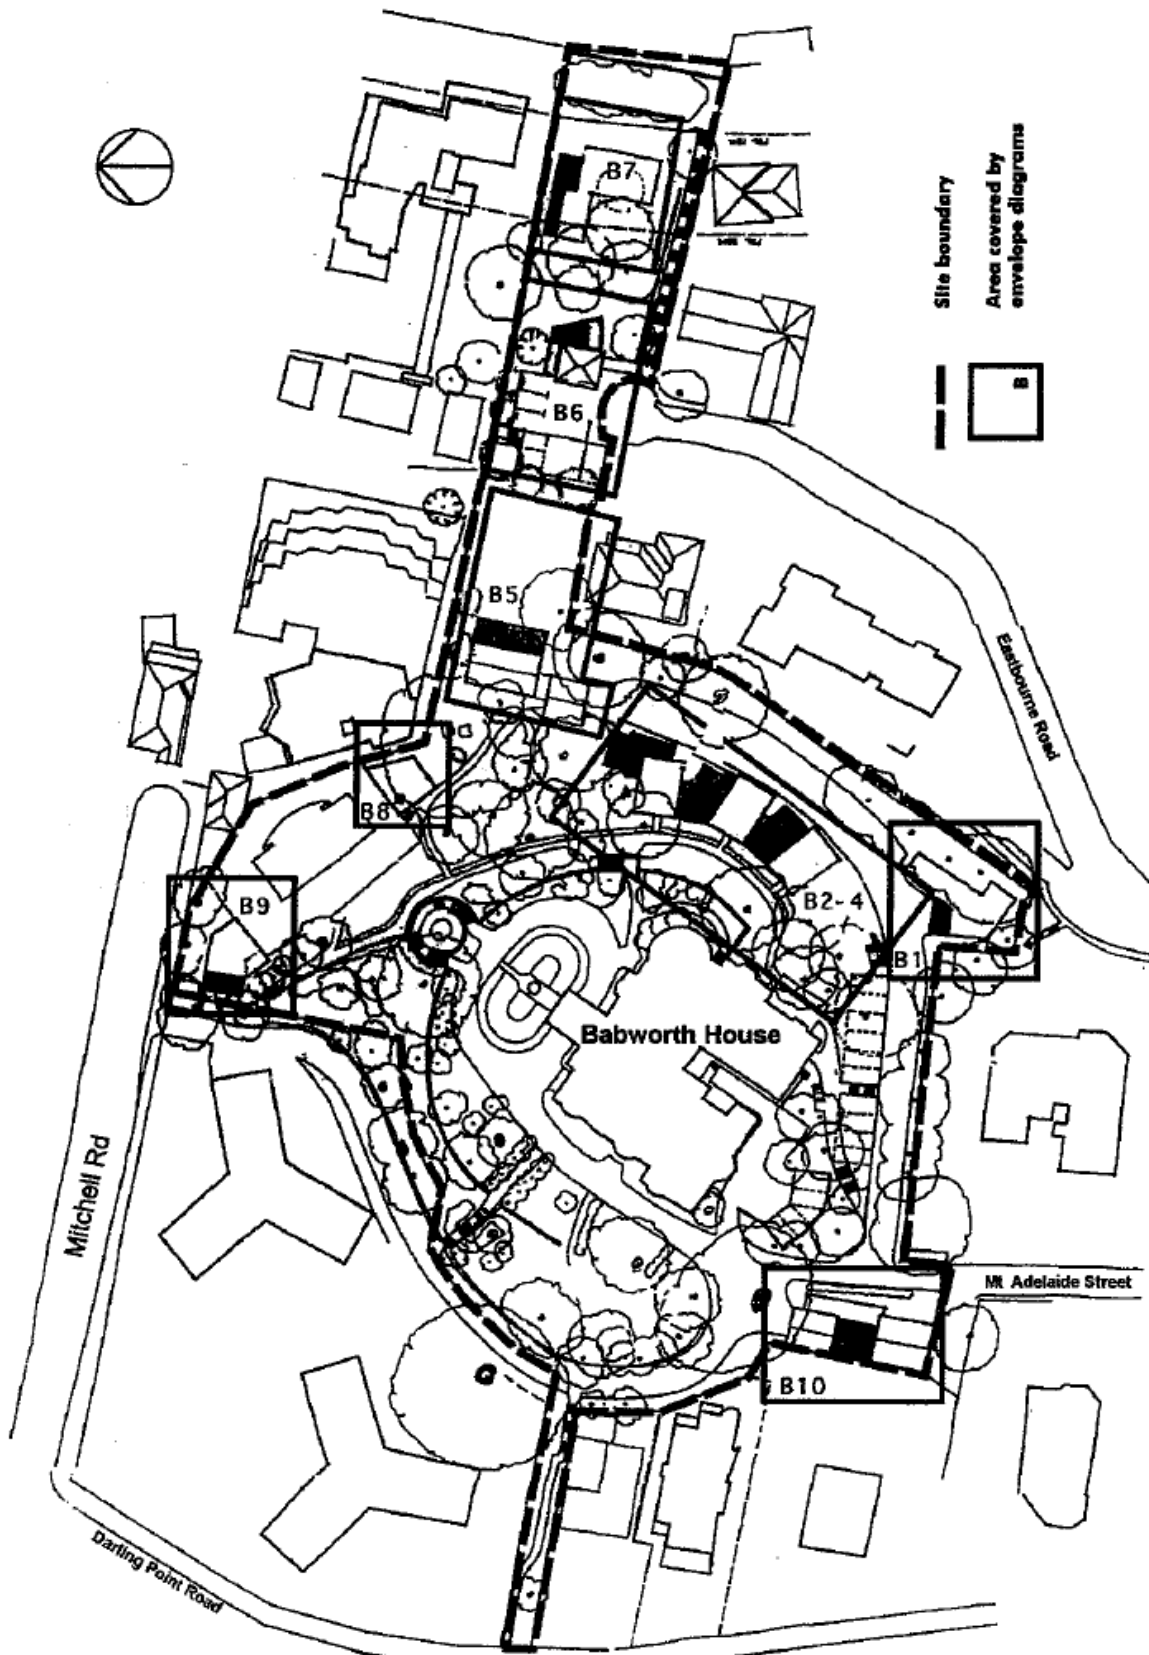 B7
Site boundary
Area covered by
envelope diagrams
B
B6
B5
Eastbourne Road
B8
B9
B2-4
B1
Babworth House
Mitchell Rd
Mt Adelaide Street
B10
Darling Point Road